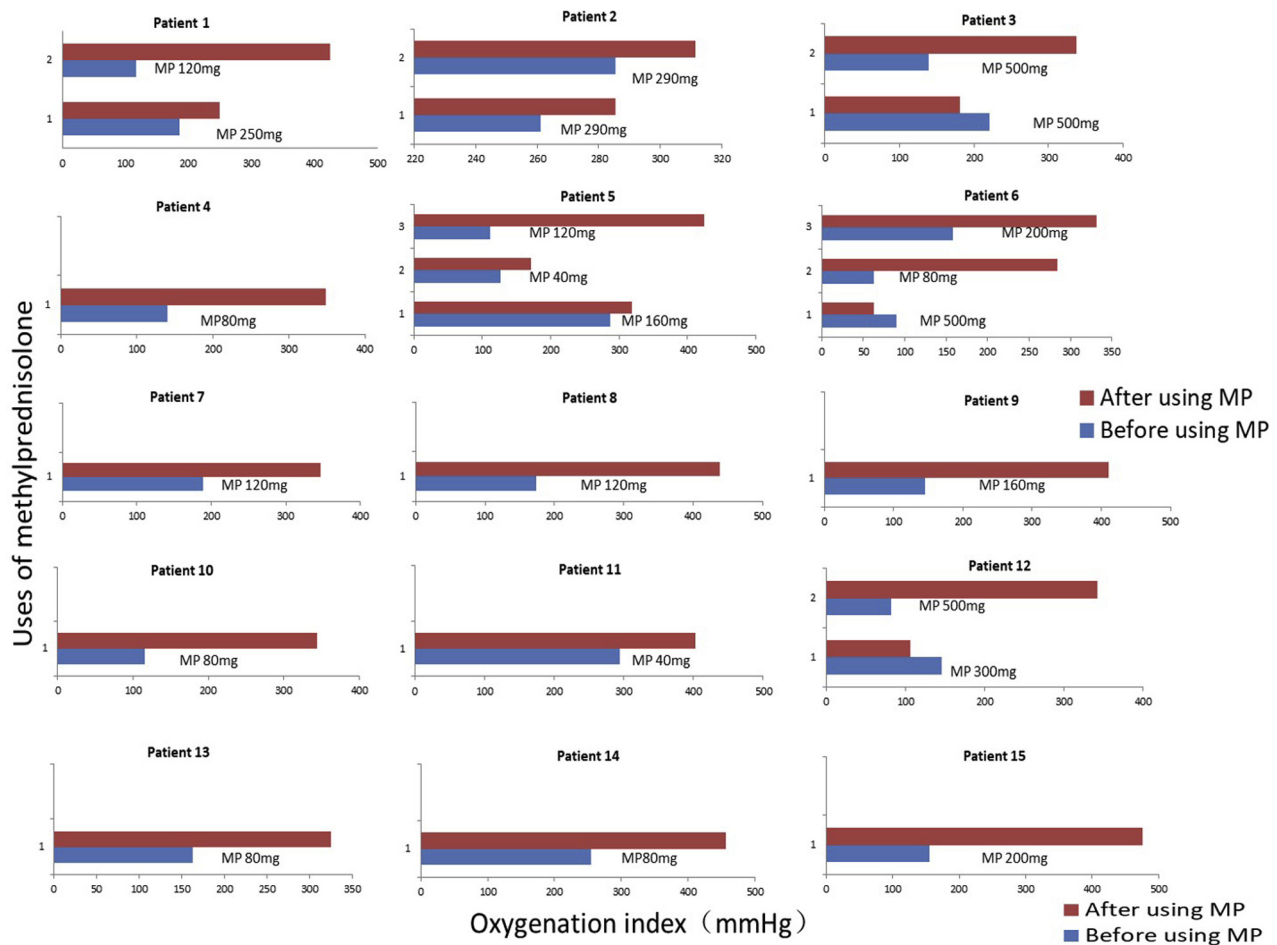 Patient 1
2
MP 120mg
1
MP 250mg
0 100 200 300 400 500
Patient 2
2
MP 290mg
1
MP 290mg
220 240 260 280 300 320
Patient 3
2
MP 500mg
1
MP 500mg
0 100 200 300 400
Patient 4
1
MP80mg
0 100 200 300 400
Patient 5
3
MP 120mg
2
MP 40mg
1
MP 160mg
0 100 200 300 400 500
Patient 6
3
MP 200mg
2
MP 80mg
1
MP 500mg
0 50 100 150 200 250 300 350
Uses of methylprednisolone
Patient 7
1
MP 120mg
0 100 200 300 400
Patient 8
1
MP 120mg
0 100 200 300 400 500
Patient 9
1
MP 160mg
0 100 200 300 400 500
After using MP
Before using MP
Patient 10
1
MP 80mg
0 100 200 300 400
Patient 11
1
MP 40mg
0 100 200 300 400 500
Patient 12
2
MP 500mg
1
MP 300mg
0 100 200 300 400
Patient 13
1
MP 80mg
0 50 100 150 200 250 300 350
Patient 14
1
MP80mg
0 100 200 300 400 500
Patient 15
1
MP 200mg
0 100 200 300 400 500
Oxygenation index（mmHg）
After using MP
Before using MP